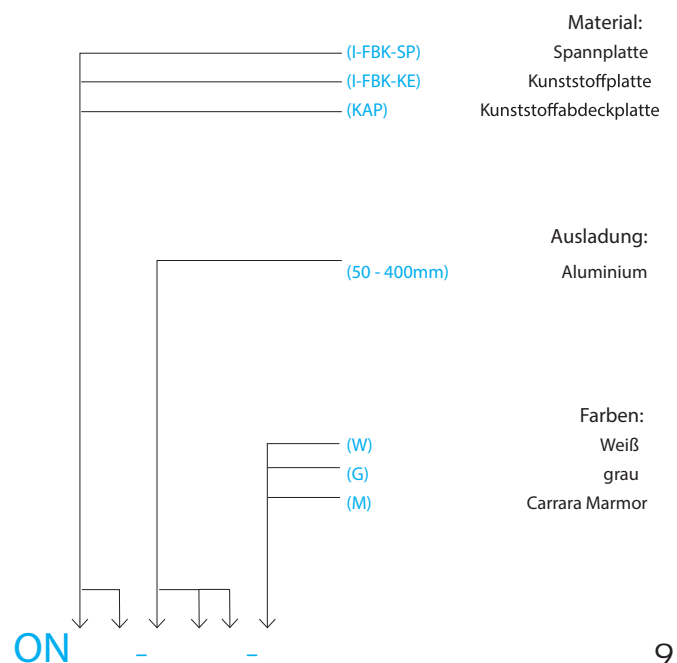 Material:
(I-FBK-SP) Spannplatte
(I-FBK-KE) Kunststoffplatte
(KAP) Kunststoffabdeckplatte
Ausladung:
(50 - 400mm) Aluminium
Farben:
(W) Weiß
(G) grau
(M) Carrara Marmor
ON – –
9